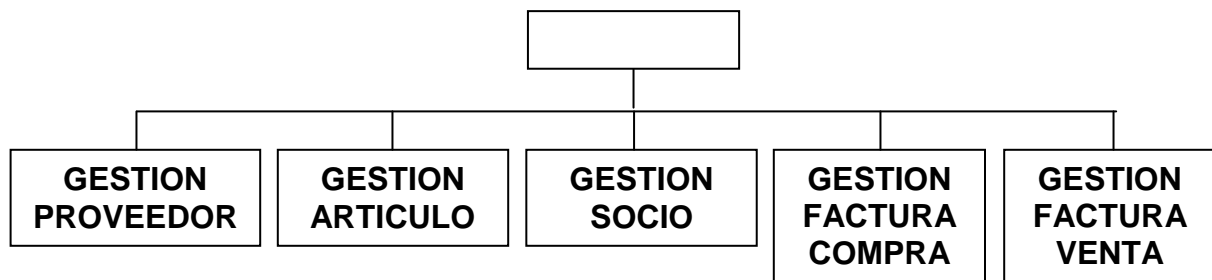 GESTION
PROVEEDOR
GESTION
ARTICULO
GESTION
SOCIO
GESTION
FACTURA
COMPRA
GESTION
FACTURA
VENTA